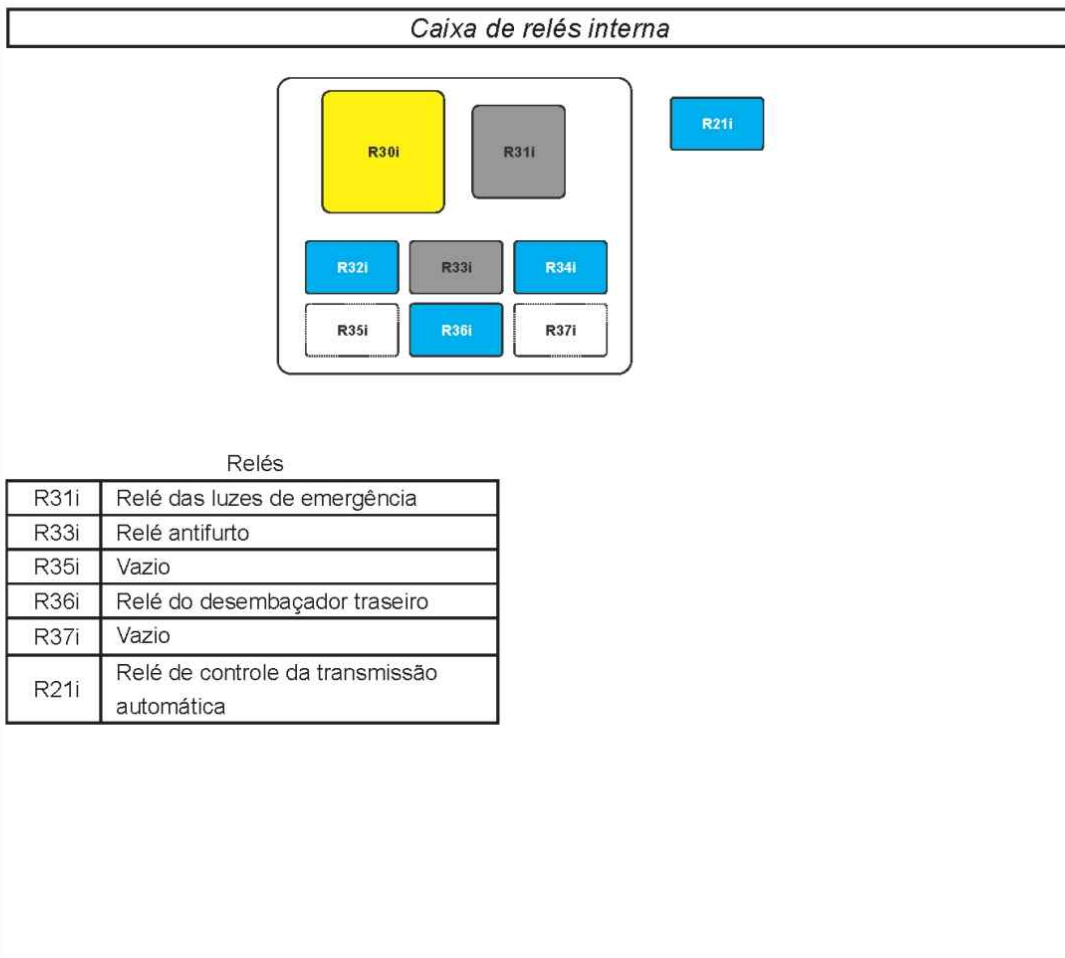 Caixa de relés interna
R30i
R31i
R21i
R32i
R33i
R34i
R35i
R36i
R37i
Relés
R31i Relé das luzes de emergência
R33i Relé antifurto
R35i Vazio
R36i Relé do desembaçador traseiro
R37i Vazio
R21i Relé de controle da transmissão
automática